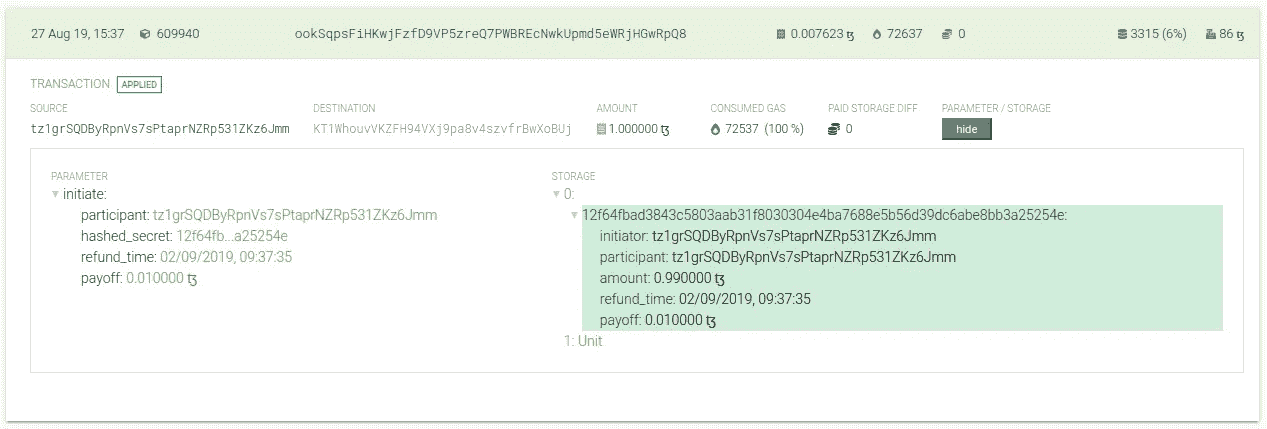 27 Aug 19, 15:37 609940 ookSqpsFiHKwjFzfD9VP5zreQ7PWBREcNwkUpmd5eWRjHGwRpQ8 0.007623 ꜩ 72637 0 3315 (6%) 86 ꜩ
TRANSACTION APPLIED
SOURCE DESTINATION AMOUNT CONSUMED GAS PAID STORAGE DIFF PARAMETER / STORAGE
tz1grSQDByRpnVs7sPtaprNZRp531ZKz6Jmm KT1WhouvVKZFH94VXj9pa8v4szvfrBwXoBUj 1.000000 ꜩ 72537 (100 %) 0 hide
PARAMETER
initiate:
participant: tz1grSQDByRpnVs7sPtaprNZRp531ZKz6Jmm
hashed_secret: 12f64fb...a25254e
refund_time: 02/09/2019, 09:37:35
payoff: 0.010000 ꜩ
STORAGE
0:
12f64fbad3843c5803aab31f8030304e4ba7688e5b56d39dc6abe8bb3a25254e:
initiator: tz1grSQDByRpnVs7sPtaprNZRp531ZKz6Jmm
participant: tz1grSQDByRpnVs7sPtaprNZRp531ZKz6Jmm
amount: 0.990000 ꜩ
refund_time: 02/09/2019, 09:37:35
payoff: 0.010000 ꜩ
1: Unit